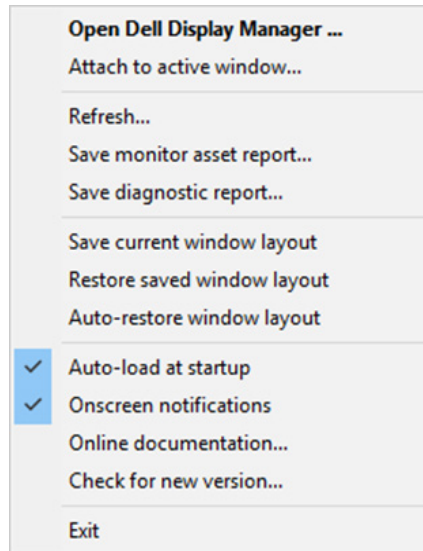 Open Dell Display Manager ...
Attach to active window...
Refresh...
Save monitor asset report...
Save diagnostic report...
Save current window layout
Restore saved window layout
Auto-restore window layout
Auto-load at startup
Onscreen notifications
Online documentation...
Check for new version...
Exit